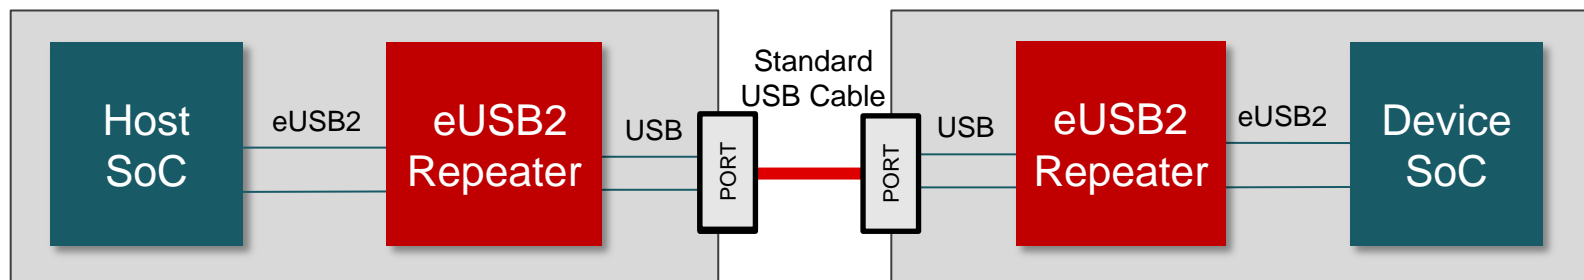 Host
SoC
eUSB2
eUSB2
Repeater
USB
PORT
Standard
USB Cable
PORT
USB
eUSB2
Repeater
eUSB2
Device
SoC